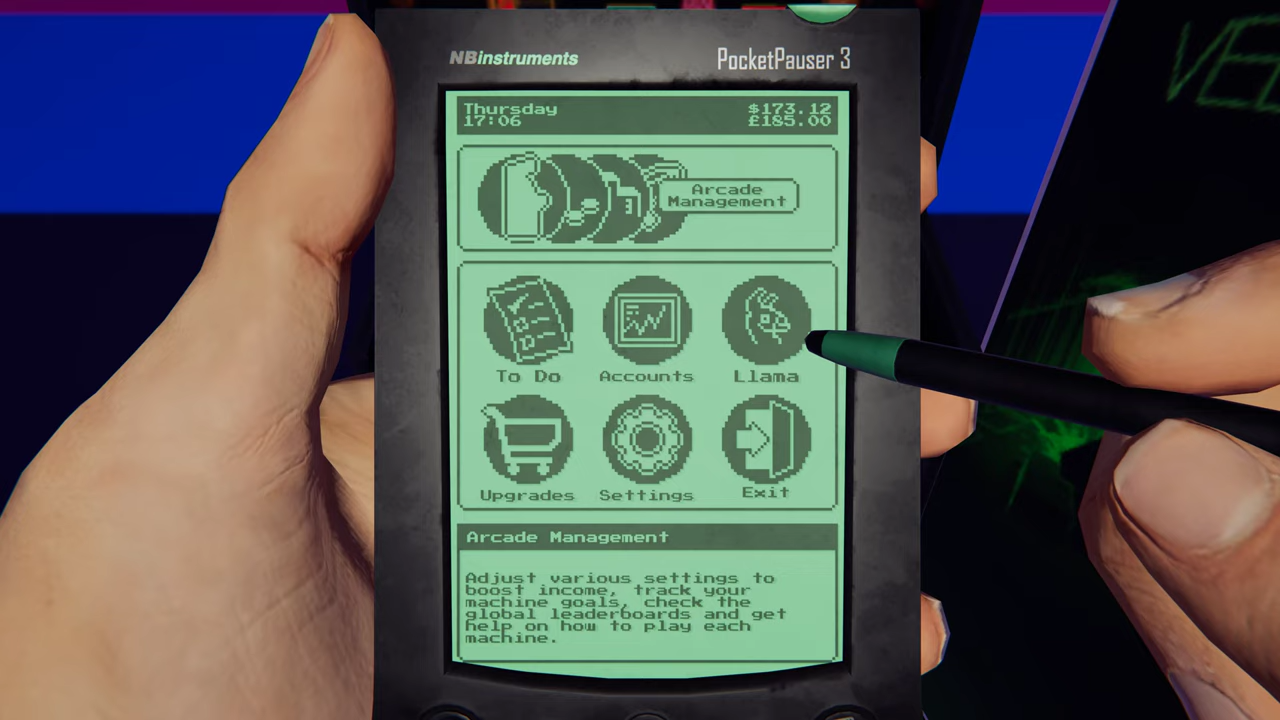 NBinstruments
PocketPauser 3
Thursday
17:06
$173.12
£185.00
Arcade
Management
To Do
Accounts
Llama
Upgrades
Settings
Exit
Arcade Management
Adjust various settings to
boost income, track your
machine goals, check the
global leaderboards and get
help on how to play each
machine.